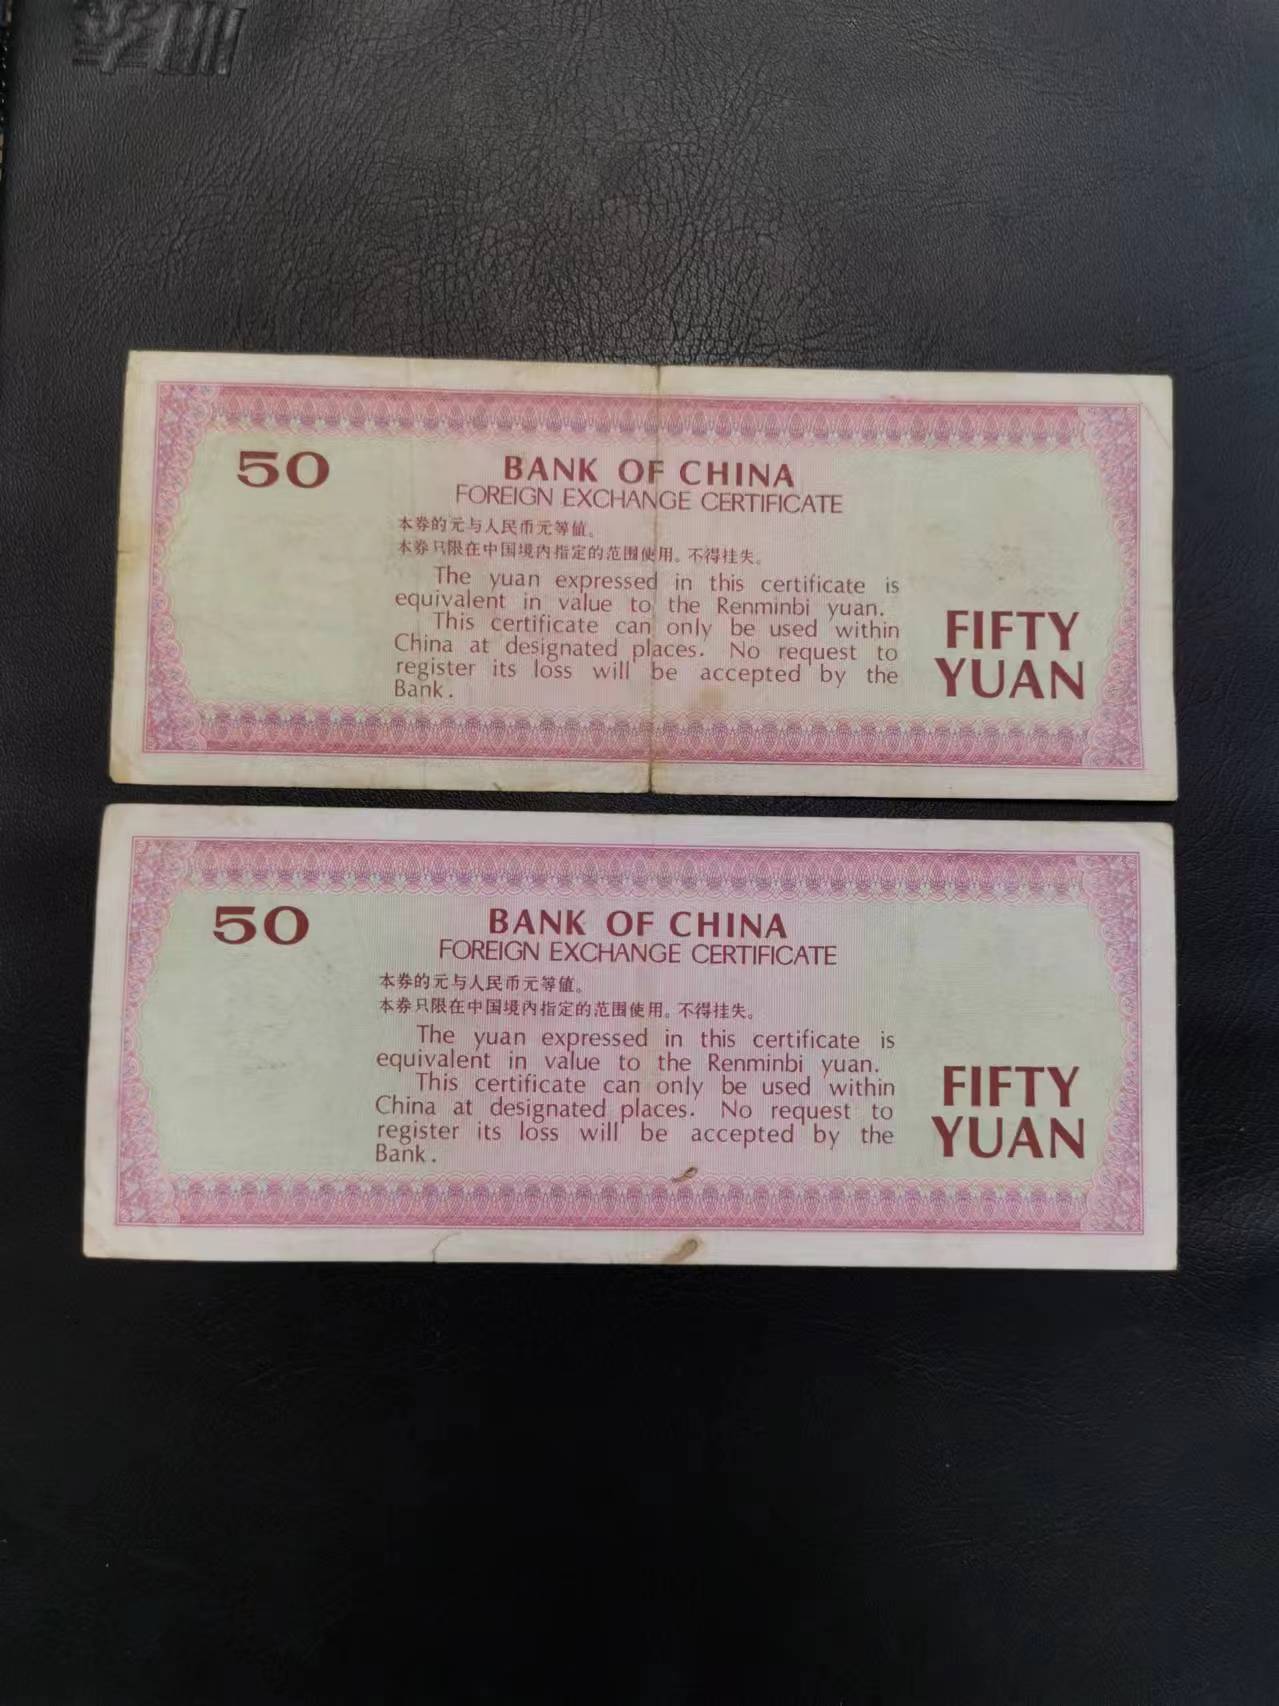 50
BANK OF CHINA
FOREIGN EXCHANGE CERTIFICATE
本券的元与人民币元等值。
本券只限在中国境内指定的范围使用。不得挂失。
The yuan expressed in this certificate is
equivalent in value to the Renminbi yuan.
This certificate can only be used within
China at designated places. No request to
register its loss will be accepted by the
Bank.
FIFTY
YUAN
50
BANK OF CHINA
FOREIGN EXCHANGE CERTIFICATE
本券的元与人民币元等值。
本券只限在中国境内指定的范围使用。不得挂失。
The yuan expressed in this certificate is
equivalent in value to the Renminbi yuan.
This certificate can only be used within
China at designated places. No request to
register its loss will be accepted by the
Bank.
FIFTY
YUAN